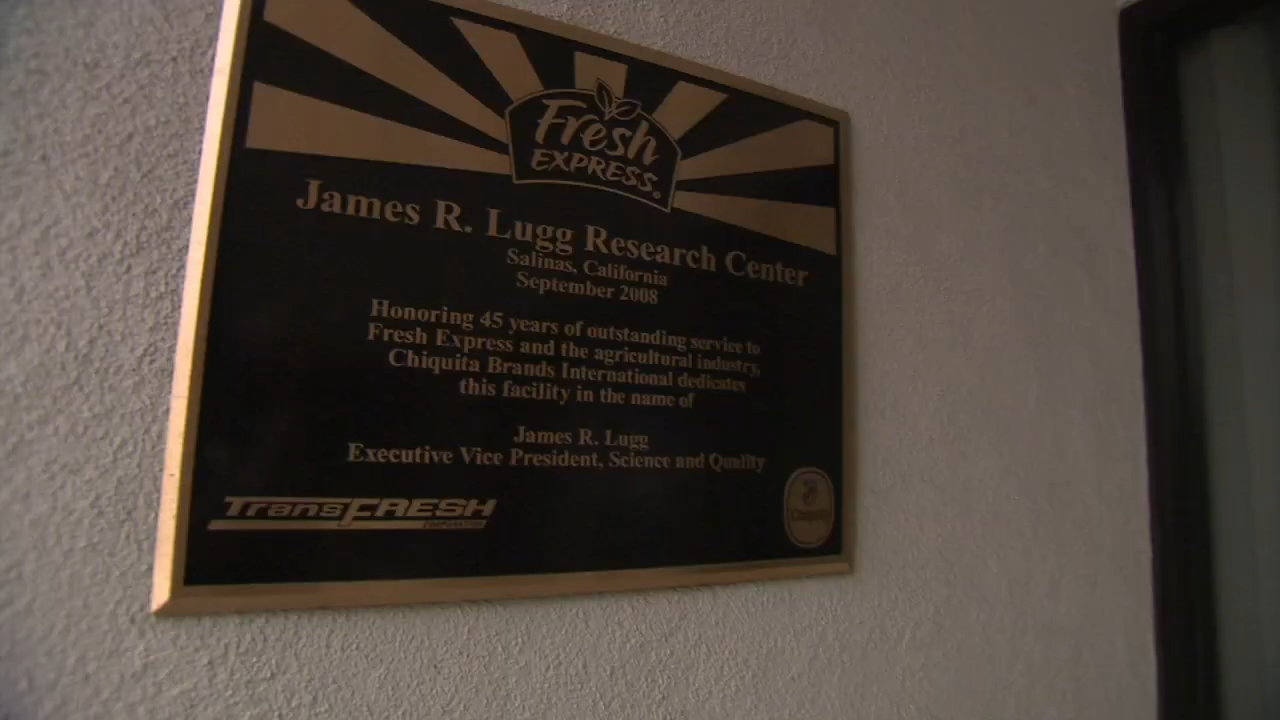 Fresh
EXPRESS®
James R. Lugg Research Center
Salinas, California
September 2008
Honoring 45 years of outstanding service to
Fresh Express and the agricultural industry,
Chiquita Brands International dedicates
this facility in the name of
James R. Lugg
Executive Vice President, Science and Quality
TransFRESH
CORPORATION
Chiquita